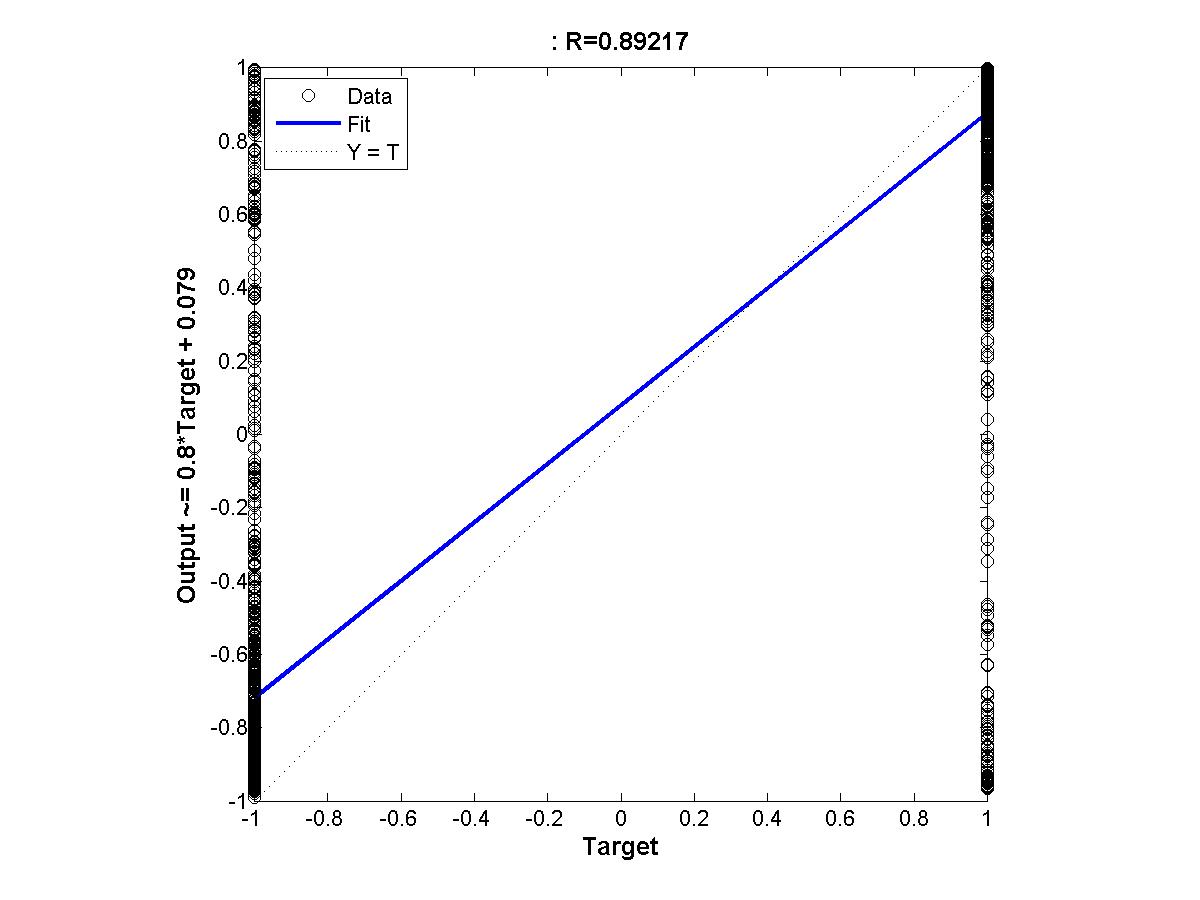 : R=0.89217
Data
Fit
Y = T
1
0.8
0.6
0.4
0.2
0
-0.2
-0.4
-0.6
-0.8
-1
Output ~= 0.8*Target + 0.079
-1 -0.8 -0.6 -0.4 -0.2 0 0.2 0.4 0.6 0.8 1
Target